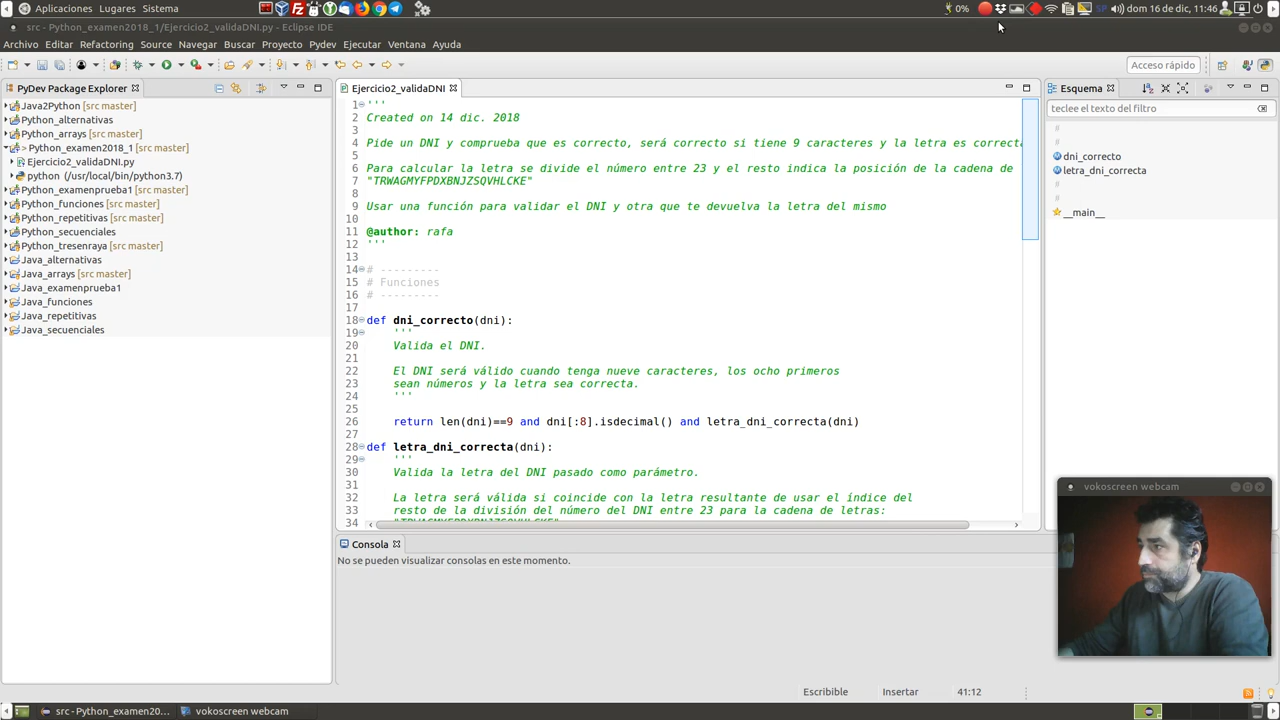 Aplicaciones Lugares Sistema
0%
SP
dom 16 de dic, 11:46
src - Python_examen2018_1/Ejercicio2_validaDNI.py - Eclipse IDE
Archivo Editar Refactoring Source Navegar Buscar Proyecto Pydev Ejecutar Ventana Ayuda
Acceso rápido
PyDev Package Explorer
Java2Python [src master]
Python_alternativas
Python_arrays [src master]
> Python_examen2018_1 [src master]
Ejercicio2_validaDNI.py
python (/usr/local/bin/python3.7)
Python_examenprueba1 [src master]
Python_funciones [src master]
Python_repetitivas [src master]
Python_secuenciales
Python_tresenraya [src master]
Java_alternativas
Java_arrays [src master]
Java_examenprueba1
Java_funciones
Java_repetitivas
Java_secuenciales
Ejercicio2_validaDNI
1 '''
2 Created on 14 dic. 2018
3
4 Pide un DNI y comprueba que es correcto, será correcto si tiene 9 caracteres y la letra es correcta
5
6 Para calcular la letra se divide el número entre 23 y el resto indica la posición de la cadena de
7 "TRWAGMYFPDXBNJZSQVHLCKE"
8
9 Usar una función para validar el DNI y otra que te devuelva la letra del mismo
10
11 @author: rafa
12 '''
13
14 # ---------
15 # Funciones
16 # ---------
17
18 def dni_correcto(dni):
19 '''
20 Valida el DNI.
21
22 El DNI será válido cuando tenga nueve caracteres, los ocho primeros
23 sean números y la letra sea correcta.
24 '''
25
26 return len(dni)==9 and dni[:8].isdecimal() and letra_dni_correcta(dni)
27
28 def letra_dni_correcta(dni):
29 '''
30 Valida la letra del DNI pasado como parámetro.
31
32 La letra será válida si coincide con la letra resultante de usar el índice del
33 resto de la división del número del DNI entre 23 para la cadena de letras:
34 "TRWAGMYFPDXBNJZSQVHLCKE"
Esquema
teclee el texto del filtro
#
#
dni_correcto
letra_dni_correcta
#
#
__main__
Consola
No se pueden visualizar consolas en este momento.
vokoscreen webcam
Escribible Insertar 41:12
src - Python_examen20...
vokoscreen webcam